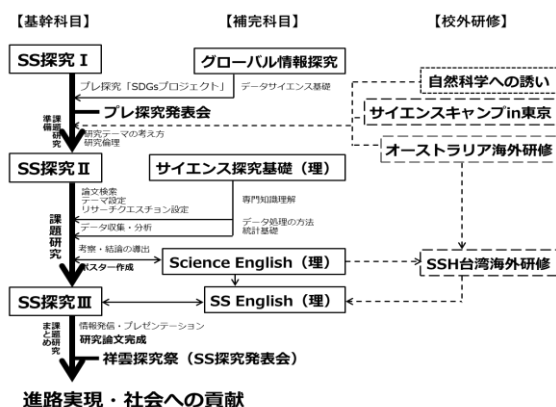 【基幹科目】 【補完科目】 【校外研修】
SS探究Ⅰ
グローバル情報探究
プレ探究「SDGsプロジェクト」
データサイエンス基礎
自然科学への誘い
プレ探究発表会
サイエンスキャンプin東京
課題研究
準備
研究テーマの考え方
研究倫理
オーストラリア海外研修
SS探究Ⅱ
サイエンス探究基礎（理）
論文検索
テーマ設定
リサーチクエスチョン設定
専門知識理解
課題研究
データ収集・分析
データ処理の方法
統計基礎
考察・結論の導出
ポスター作成
Science English（理）
SSH台湾海外研修
SS探究Ⅲ
SS English（理）
課題研究
まとめ
情報発信・プレゼンテーション
研究論文完成
祥雲探究祭（SS探究発表会）
進路実現・社会への貢献